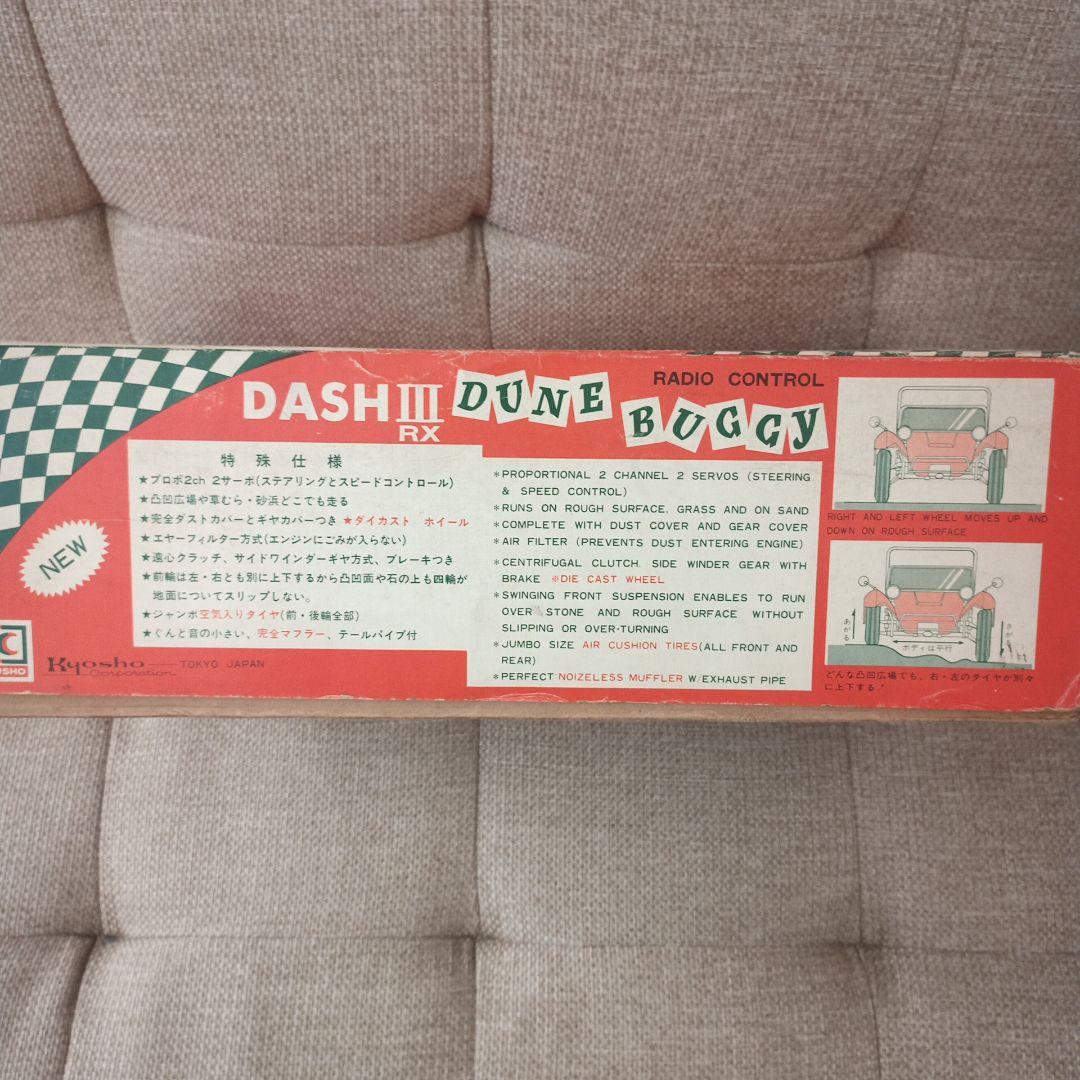 DASH III
RX
DUNE
BUGGY
RADIO CONTROL
NEW
特殊仕様
★プロポ2ch 2サーボ(ステアリングとスピードコントロール)
★凸凹広場や草むら・砂浜どこでも走る
★完全ダストカバーとギヤカバーつき ★ダイカスト ホイール
★エヤーフィルター方式(エンジンにごみが入らない)
★遠心クラッチ、サイドワインダーギヤ方式、ブレーキつき
★前輪は左・右とも別に上下するから凸凹面や石の上も四輪が
地面についてスリップしない。
★ジャンボ空気入りタイヤ(前・後輪全部)
★ぐんと音の小さい、完全マフラー、テールパイプ付
*PROPORTIONAL 2 CHANNEL 2 SERVOS (STEERING
& SPEED CONTROL)
*RUNS ON ROUGH SURFACE, GRASS AND ON SAND
*COMPLETE WITH DUST COVER AND GEAR COVER
*AIR FILTER (PREVENTS DUST ENTERING ENGINE)
*CENTRIFUGAL CLUTCH, SIDE WINDER GEAR WITH
BRAKE ※DIE CAST WHEEL
*SWINGING FRONT SUSPENSION ENABLES TO RUN
OVER STONE AND ROUGH SURFACE WITHOUT
SLIPPING OR OVER-TURNING
*JUMBO SIZE AIR CUSHION TIRES(ALL FRONT AND
REAR)
*PERFECT NOIZELESS MUFFLER W/EXHAUST PIPE
RIGHT AND LEFT WHEEL MOVES UP AND
DOWN ON ROUGH SURFACE
あがる
ボディは平行
さがる
どんな凸凹広場でも、右・左のタイヤが別々
に上下する。
Kyosho
Corporation
TOKYO JAPAN